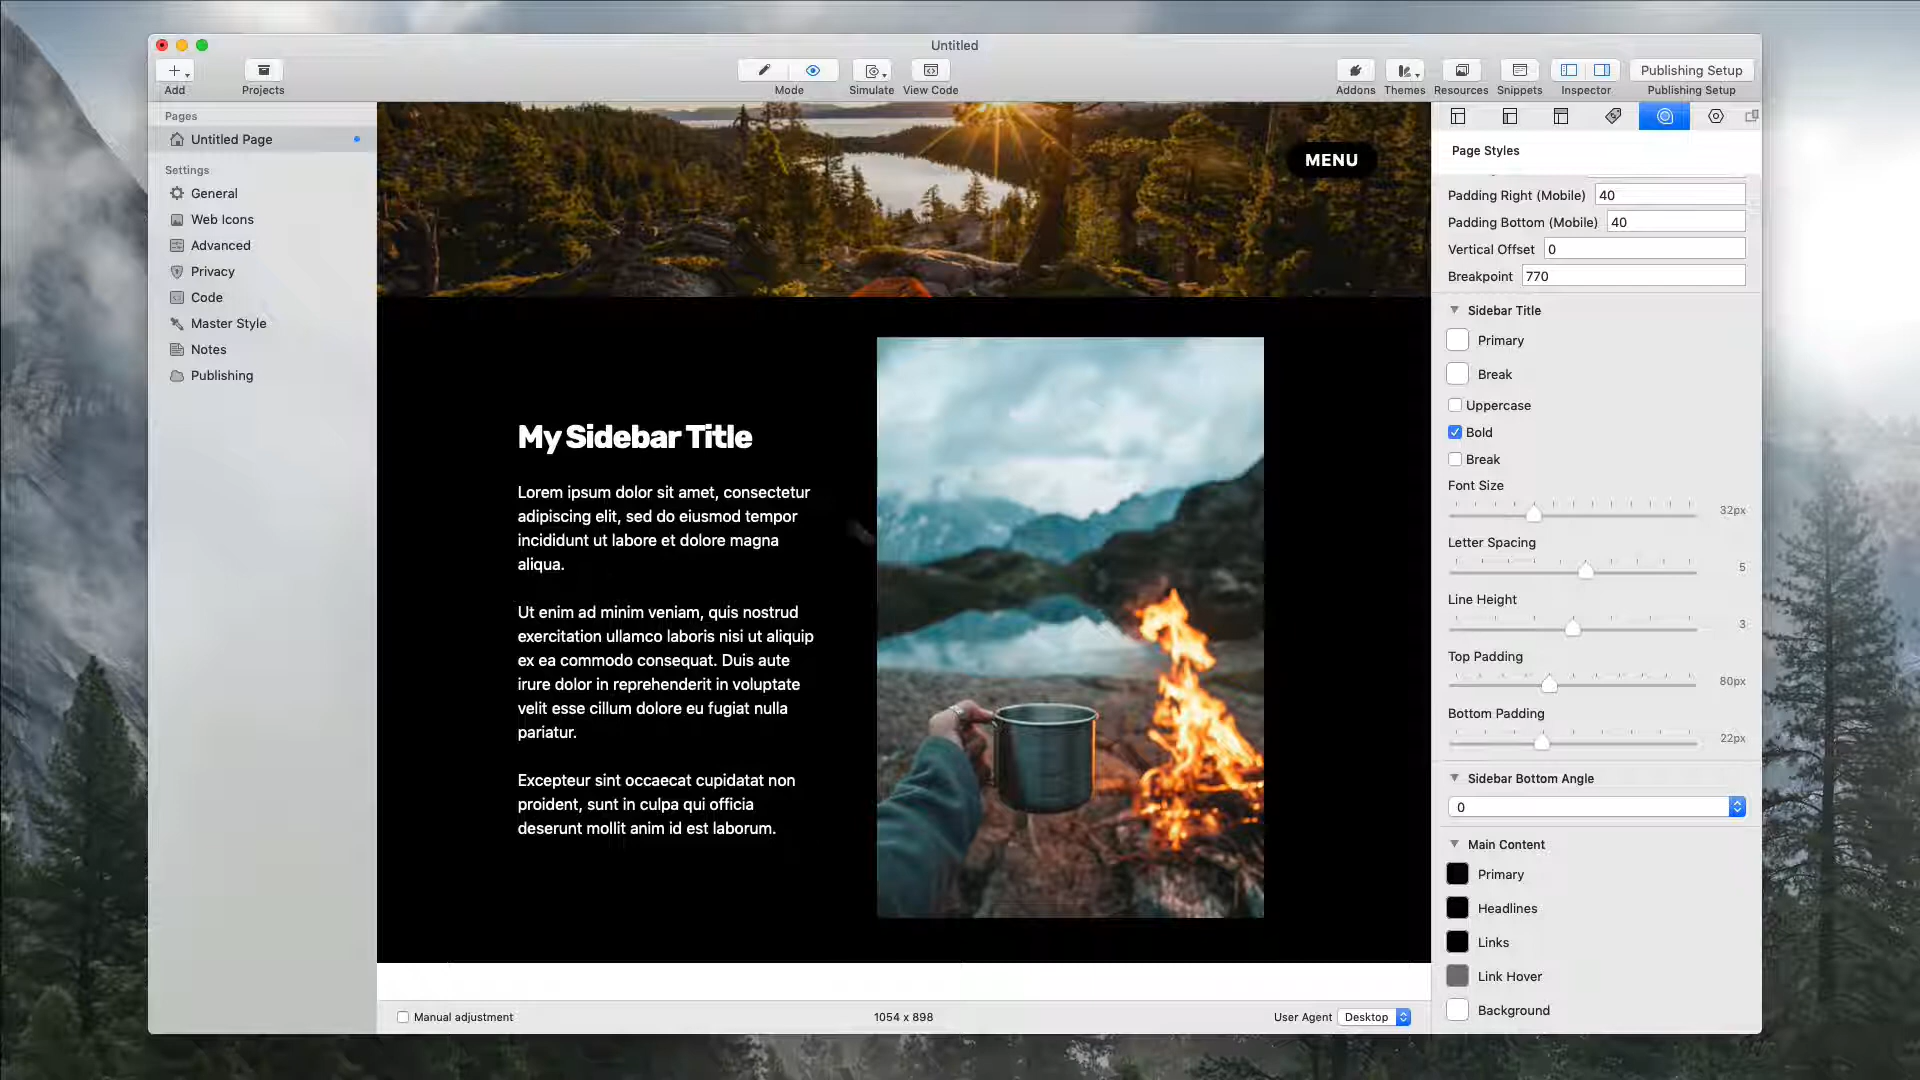 Untitled
Add
Projects
Mode
Simulate
View Code
Addons
Themes
Resources
Snippets
Inspector
Publishing Setup
Publishing Setup
Pages
Untitled Page
Settings
General
Web Icons
Advanced
Privacy
Code
Master Style
Notes
Publishing
MENU
My Sidebar Title
Lorem ipsum dolor sit amet, consectetur
adipiscing elit, sed do eiusmod tempor
incididunt ut labore et dolore magna
aliqua.
Ut enim ad minim veniam, quis nostrud
exercitation ullamco laboris nisi ut aliquip
ex ea commodo consequat. Duis aute
irure dolor in reprehenderit in voluptate
velit esse cillum dolore eu fugiat nulla
pariatur.
Excepteur sint occaecat cupidatat non
proident, sunt in culpa qui officia
deserunt mollit anim id est laborum.
Manual adjustment
1054 x 898
User Agent
Desktop
Page Styles
Padding Right (Mobile) 40
Padding Bottom (Mobile) 40
Vertical Offset 0
Breakpoint 770
Sidebar Title
Primary
Break
Uppercase
Bold
Break
Font Size
32px
Letter Spacing
5
Line Height
3
Top Padding
80px
Bottom Padding
22px
Sidebar Bottom Angle
0
Main Content
Primary
Headlines
Links
Link Hover
Background